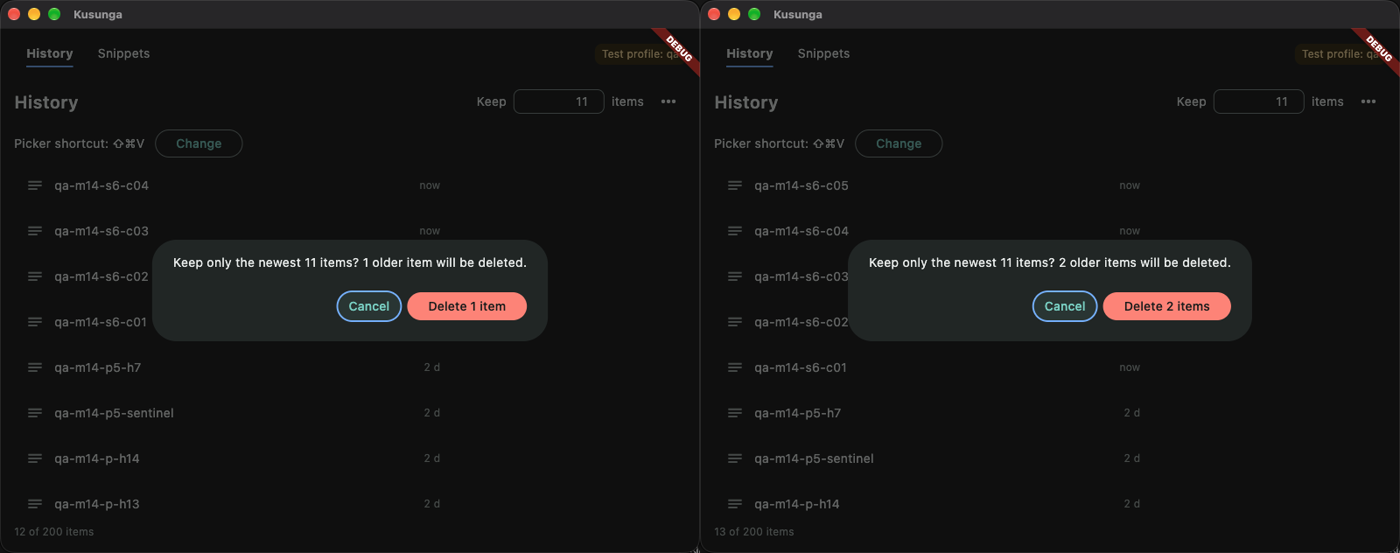 Kusunga
History Snippets Test profile: qa
DEBUG
History Keep 11 items •••
Picker shortcut: ⇧⌘V Change
qa-m14-s6-c04 now
qa-m14-s6-c03 now
Keep only the newest 11 items? 1 older item will be deleted.
qa-m14-s6-c02
Cancel Delete 1 item
qa-m14-s6-c01
qa-m14-p5-h7 2 d
qa-m14-p5-sentinel 2 d
qa-m14-p-h14 2 d
qa-m14-p-h13 2 d
12 of 200 items
Kusunga
History Snippets Test profile: qa
DEBUG
History Keep 11 items •••
Picker shortcut: ⇧⌘V Change
qa-m14-s6-c05 now
qa-m14-s6-c04 now
Keep only the newest 11 items? 2 older items will be deleted.
qa-m14-s6-c03
Cancel Delete 2 items
qa-m14-s6-c02
qa-m14-s6-c01 now
qa-m14-p5-h7 2 d
qa-m14-p5-sentinel 2 d
qa-m14-p-h14 2 d
13 of 200 items